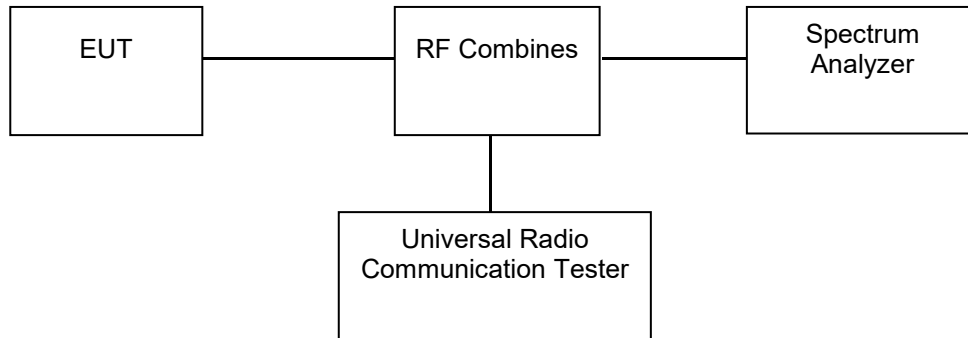 EUT
RF Combines
Spectrum
Analyzer
Universal Radio
Communication Tester